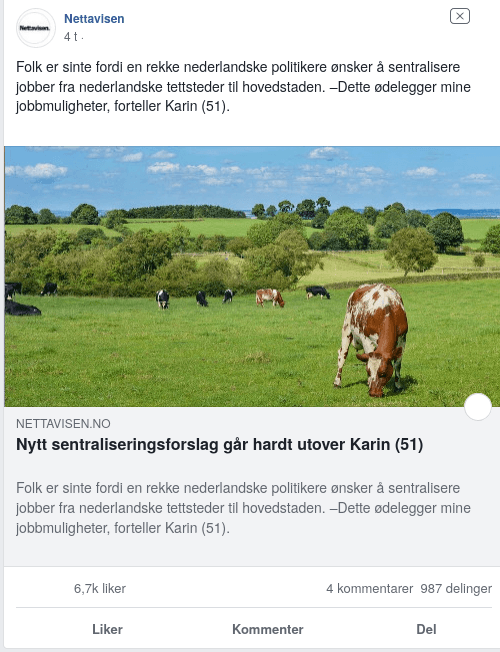 Nettavisen.
Nettavisen
4 t ·
Folk er sinte fordi en rekke nederlandske politikere ønsker å sentralisere
jobber fra nederlandske tettsteder til hovedstaden. –Dette ødelegger mine
jobbmuligheter, forteller Karin (51).
NETTAVISEN.NO
Nytt sentraliseringsforslag går hardt utover Karin (51)
Folk er sinte fordi en rekke nederlandske politikere ønsker å sentralisere
jobber fra nederlandske tettsteder til hovedstaden. –Dette ødelegger mine
jobbmuligheter, forteller Karin (51).
6,7k liker 4 kommentarer 987 delinger
Liker Kommenter Del